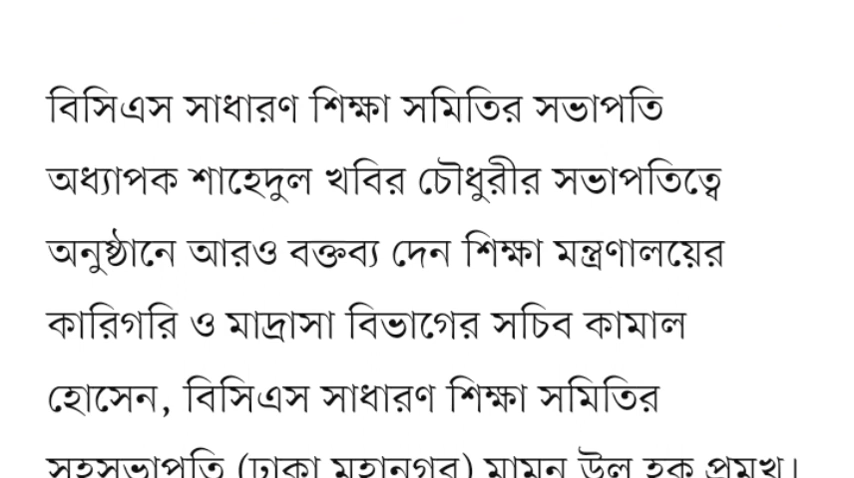 বিসিএস সাধারণ শিক্ষা সমিতির সভাপতি
অধ্যাপক শাহেদুল খবির চৌধুরীর সভাপতিত্বে
অনুষ্ঠানে আরও বক্তব্য দেন শিক্ষা মন্ত্রণালয়ের
কারিগরি ও মাদ্রাসা বিভাগের সচিব কামাল
হোসেন, বিসিএস সাধারণ শিক্ষা সমিতির
সহসভাপতি (ঢাকা মহানগর) মামুন উল হক প্রমুখ।